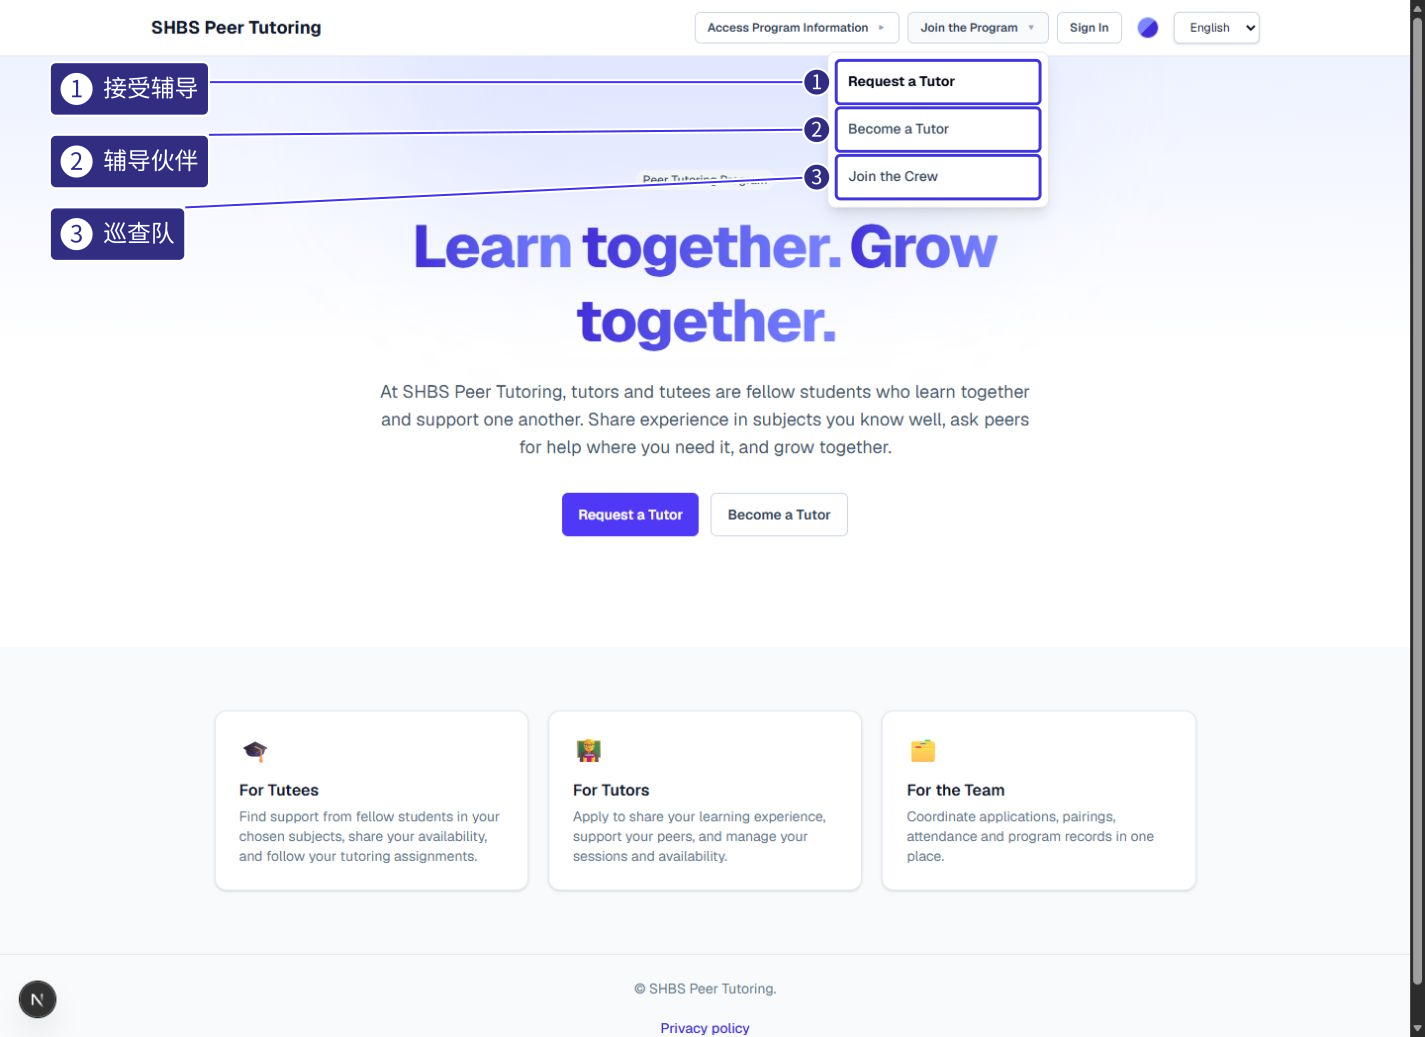 SHBS Peer Tutoring
Access Program Information
Join the Program
Sign In
English
1 接受辅导
1 Request a Tutor
2 辅导伙伴
2 Become a Tutor
3 巡查队
3 Join the Crew
Peer Tutoring Program
Learn together. Grow
together.
At SHBS Peer Tutoring, tutors and tutees are fellow students who learn together
and support one another. Share experience in subjects you know well, ask peers
for help where you need it, and grow together.
Request a Tutor
Become a Tutor
For Tutees
Find support from fellow students in your
chosen subjects, share your availability,
and follow your tutoring assignments.
For Tutors
Apply to share your learning experience,
support your peers, and manage your
sessions and availability.
For the Team
Coordinate applications, pairings,
attendance and program records in one
place.
© SHBS Peer Tutoring.
Privacy policy
N